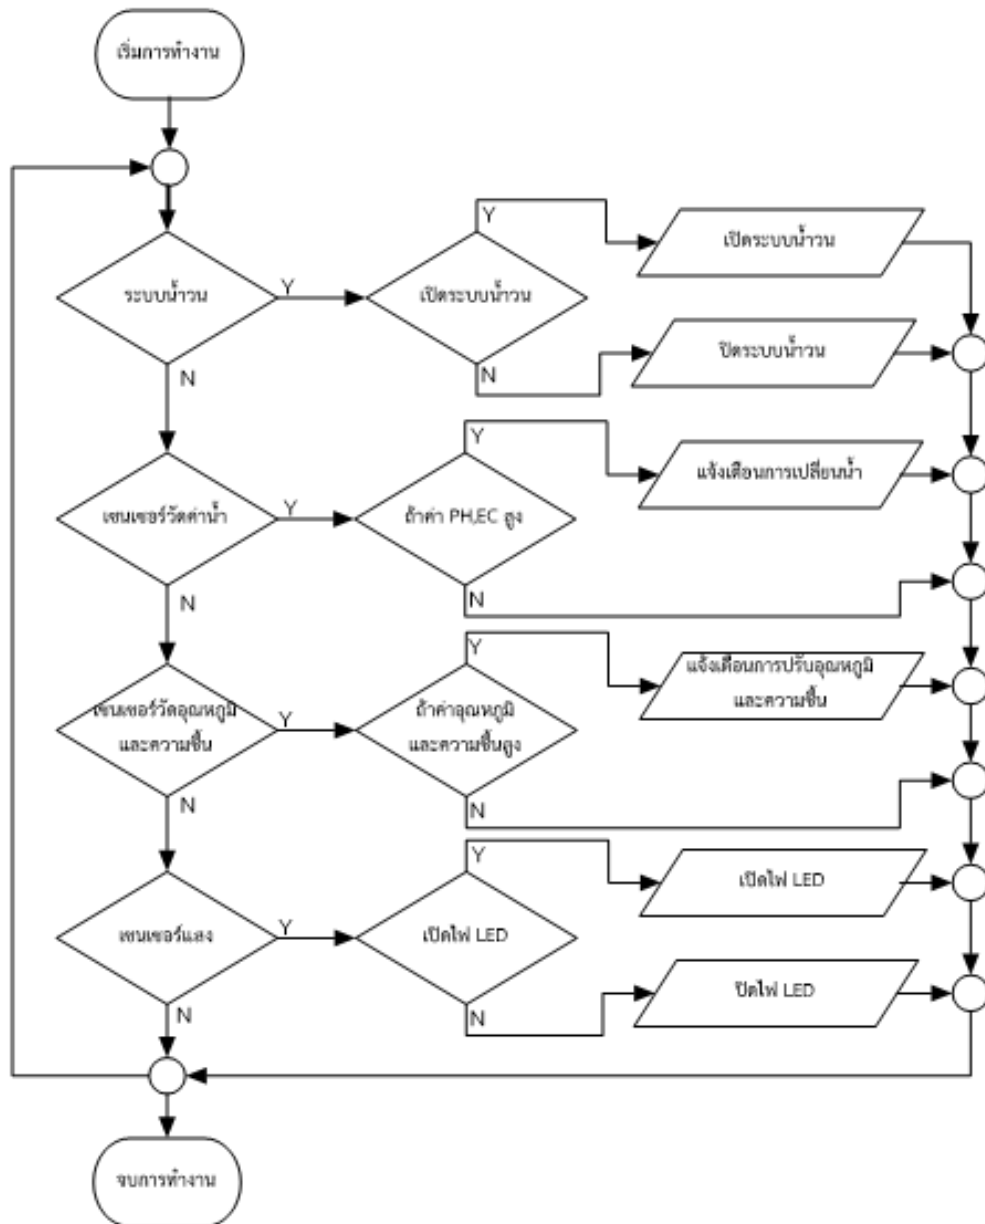 เริ่มการทำงาน
Y
เปิดระบบน้ำวน
ระบบน้ำวน
Y
เปิดระบบน้ำวน
ปิดระบบน้ำวน
N
N
Y
แจ้งเตือนการเปลี่ยนน้ำ
เซนเซอร์วัดค่าน้ำ
Y
ถ้าค่า PH,EC สูง
N
N
Y
แจ้งเตือนการปรับอุณหภูมิ
และความชื้น
เซนเซอร์วัดอุณหภูมิ
และความชื้น
Y
ถ้าค่าอุณหภูมิ
และความชื้นสูง
N
N
Y
เปิดไฟ LED
เซนเซอร์แสง
Y
เปิดไฟ LED
ปิดไฟ LED
N
N
จบการทำงาน